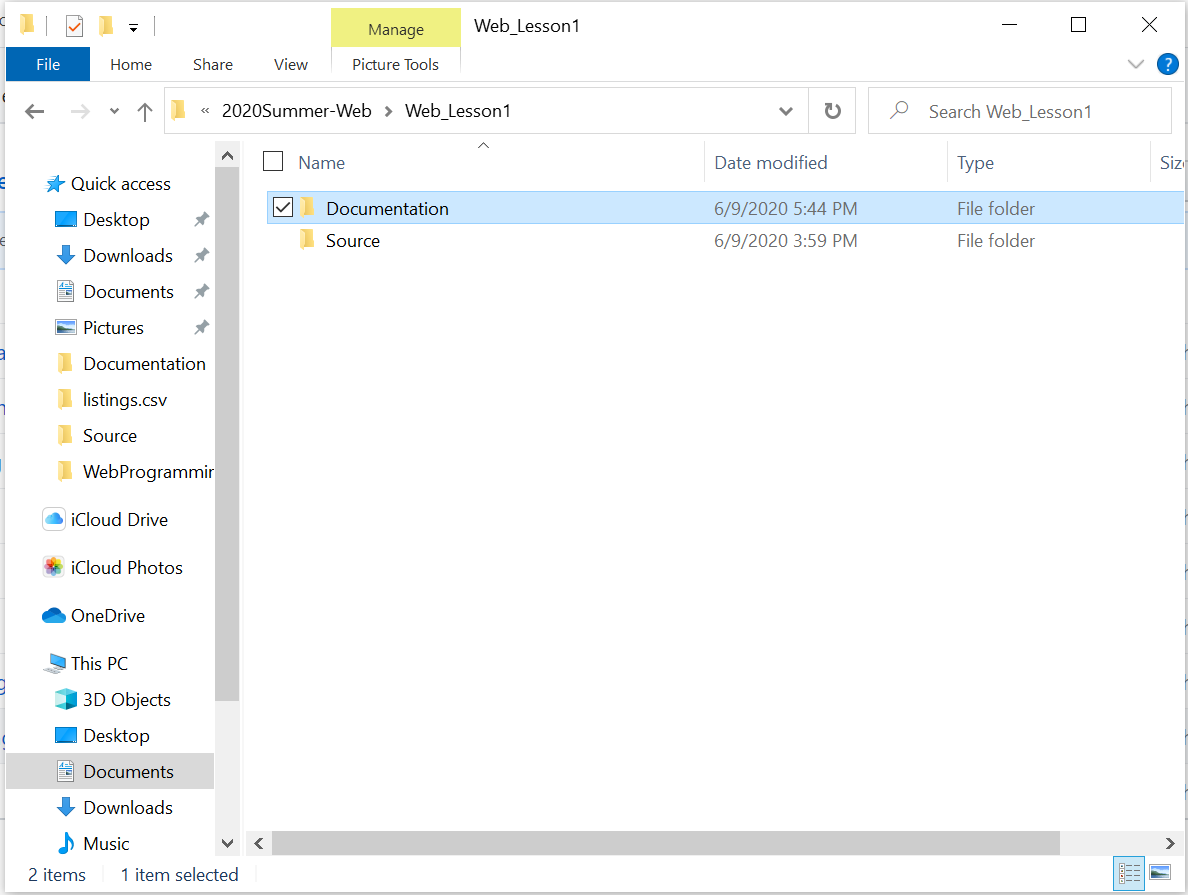 Manage
Web_Lesson1
File
Home
Share
View
Picture Tools
?
« 2020Summer-Web > Web_Lesson1
Search Web_Lesson1
Name
Date modified
Type
Siz
Documentation
6/9/2020 5:44 PM
File folder
Source
6/9/2020 3:59 PM
File folder
Quick access
Desktop
Downloads
Documents
Pictures
Documentation
listings.csv
Source
WebProgrammin
iCloud Drive
iCloud Photos
OneDrive
This PC
3D Objects
Desktop
Documents
Downloads
Music
2 items
1 item selected